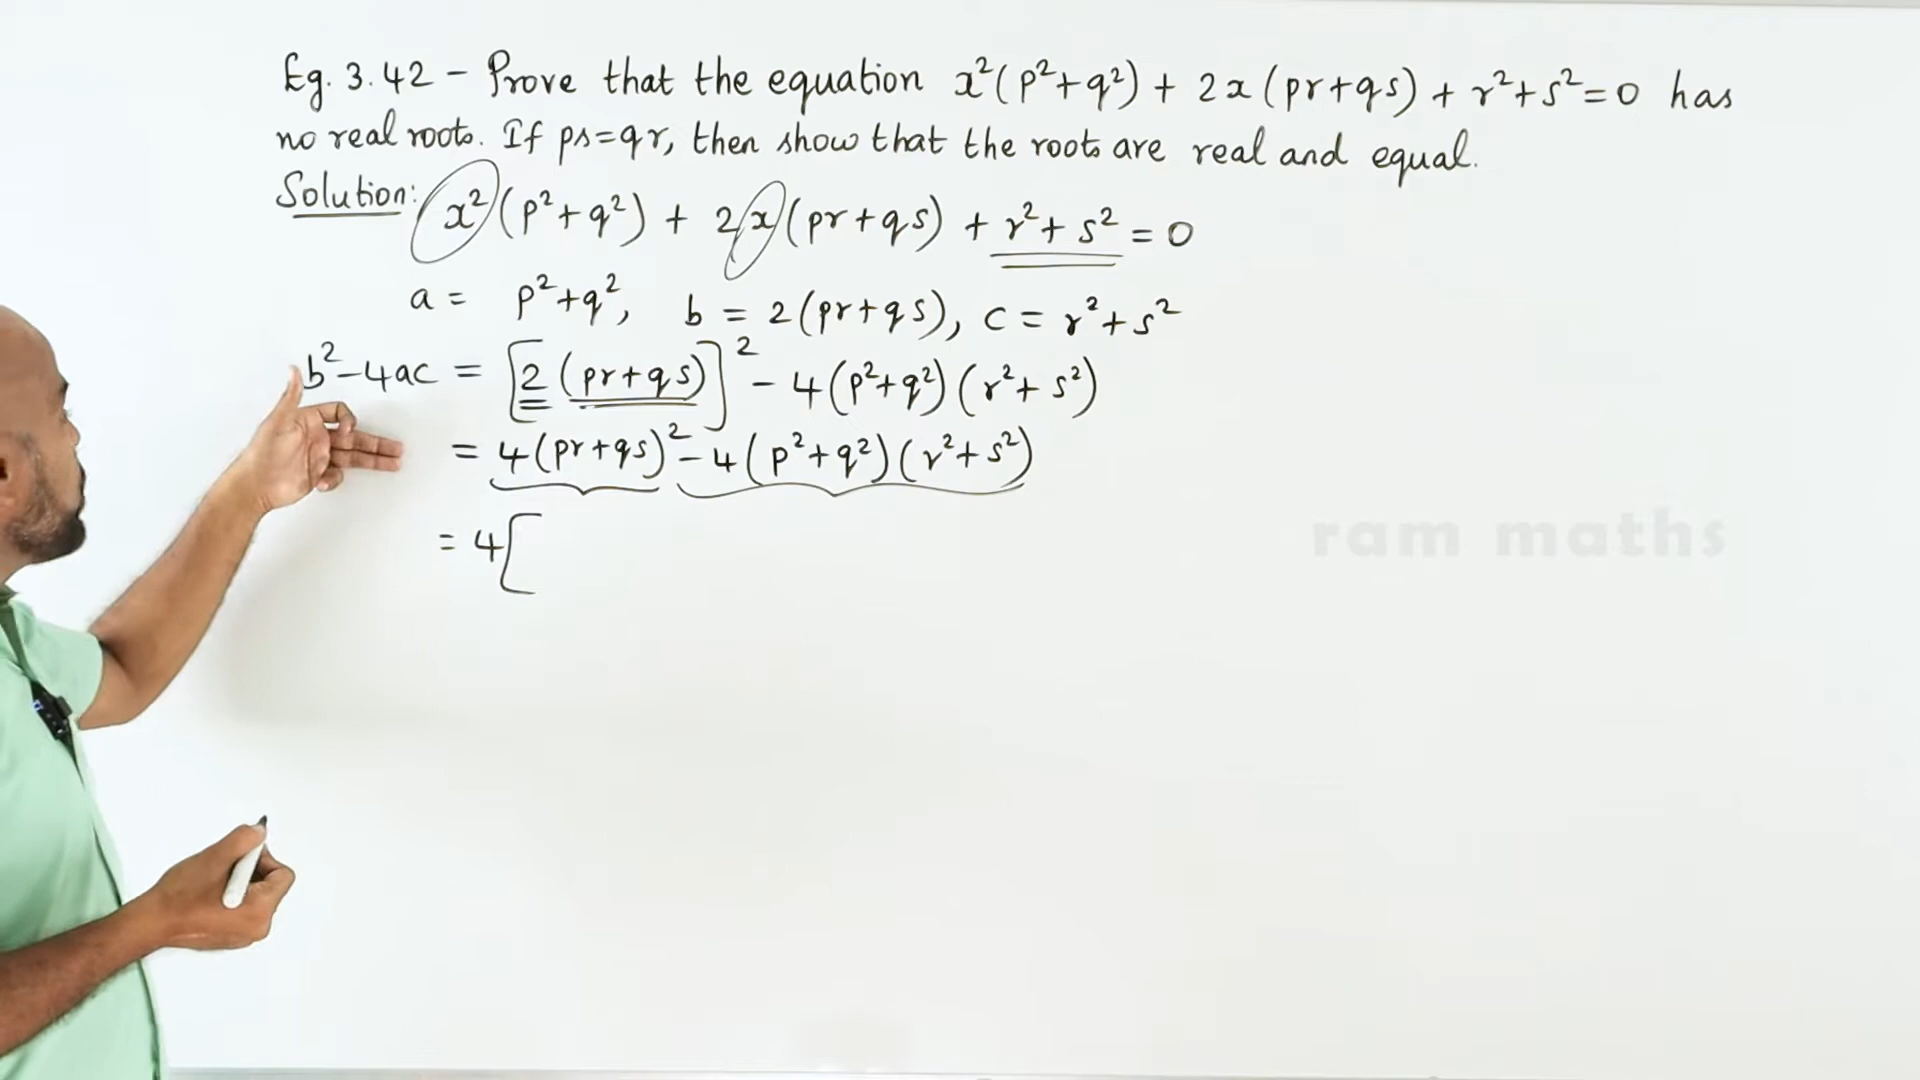 Eg. 3.42 – Prove that the equation x²(p²+q²) + 2x(pr+qs) + r²+s²=0 has
no real roots. If ps=qr, then show that the roots are real and equal.
Solution: x²(p²+q²) + 2x(pr+qs) + r²+s² = 0
a = p²+q², b = 2(pr+qs), c = r²+s²
b²-4ac = [2(pr+qs)]² - 4(p²+q²)(r²+s²)
= 4(pr+qs)² - 4(p²+q²)(r²+s²)
= 4[
ram maths